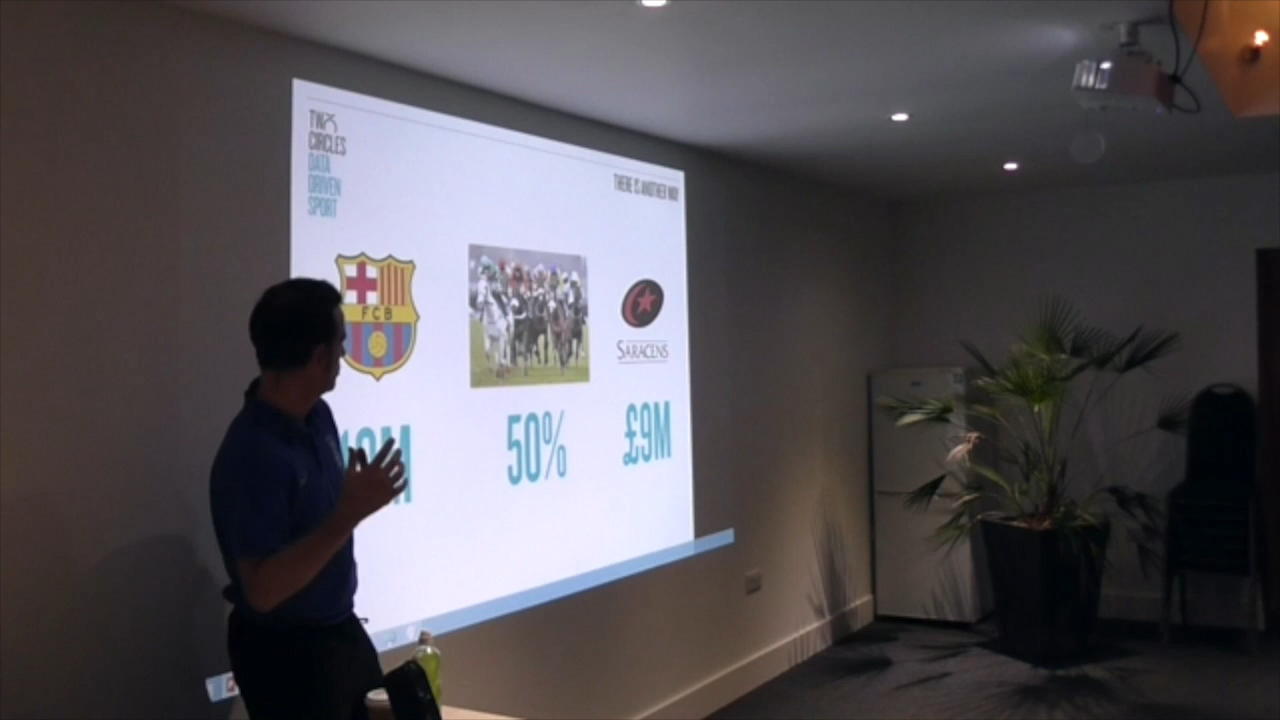 TWO
CIRCLES
DATA
DRIVEN
SPORT
THERE IS ANOTHER WAY
FCB
SARACENS
50%
£9M